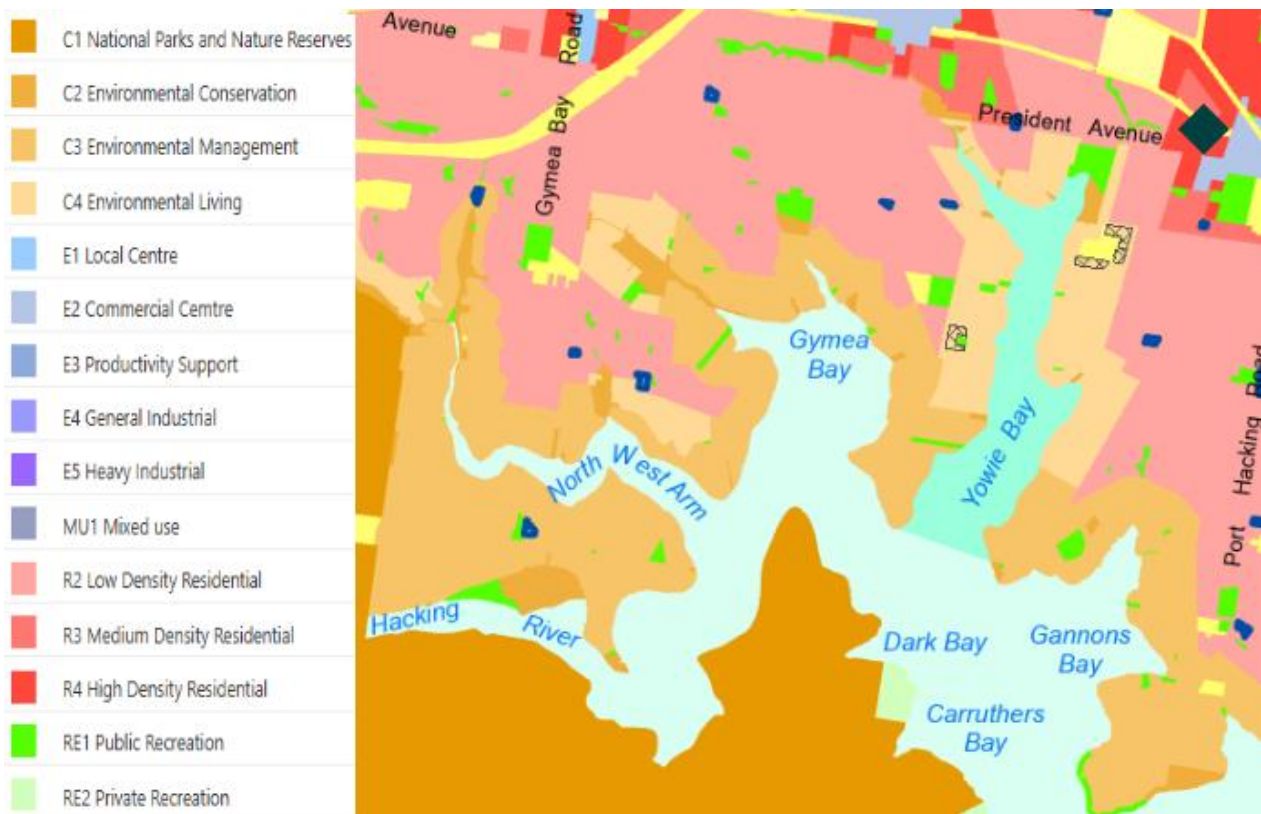 C1 National Parks and Nature Reserves
C2 Environmental Conservation
C3 Environmental Management
C4 Environmental Living
E1 Local Centre
E2 Commercial Cemtre
E3 Productivity Support
E4 General Industrial
E5 Heavy Industrial
MU1 Mixed use
R2 Low Density Residential
R3 Medium Density Residential
R4 High Density Residential
RE1 Public Recreation
RE2 Private Recreation
Avenue
Gymea Bay Road
President Avenue
Gymea
Bay
Yowie Bay
North West Arm
Port Hacking Road
Hacking River
Dark Bay
Gannons
Bay
Carruthers
Bay